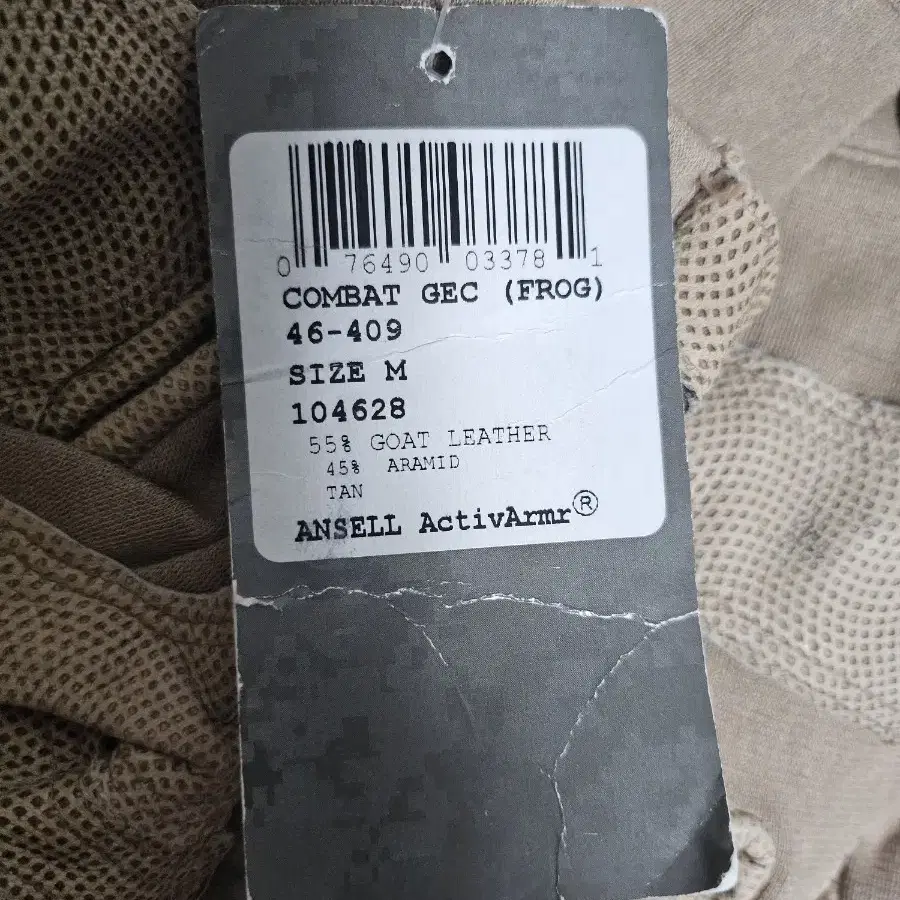 0 76490 03378 1
COMBAT GEC (FROG)
46-409
SIZE M
104628
55% GOAT LEATHER
45% ARAMID
TAN
ANSELL ActivArmr®